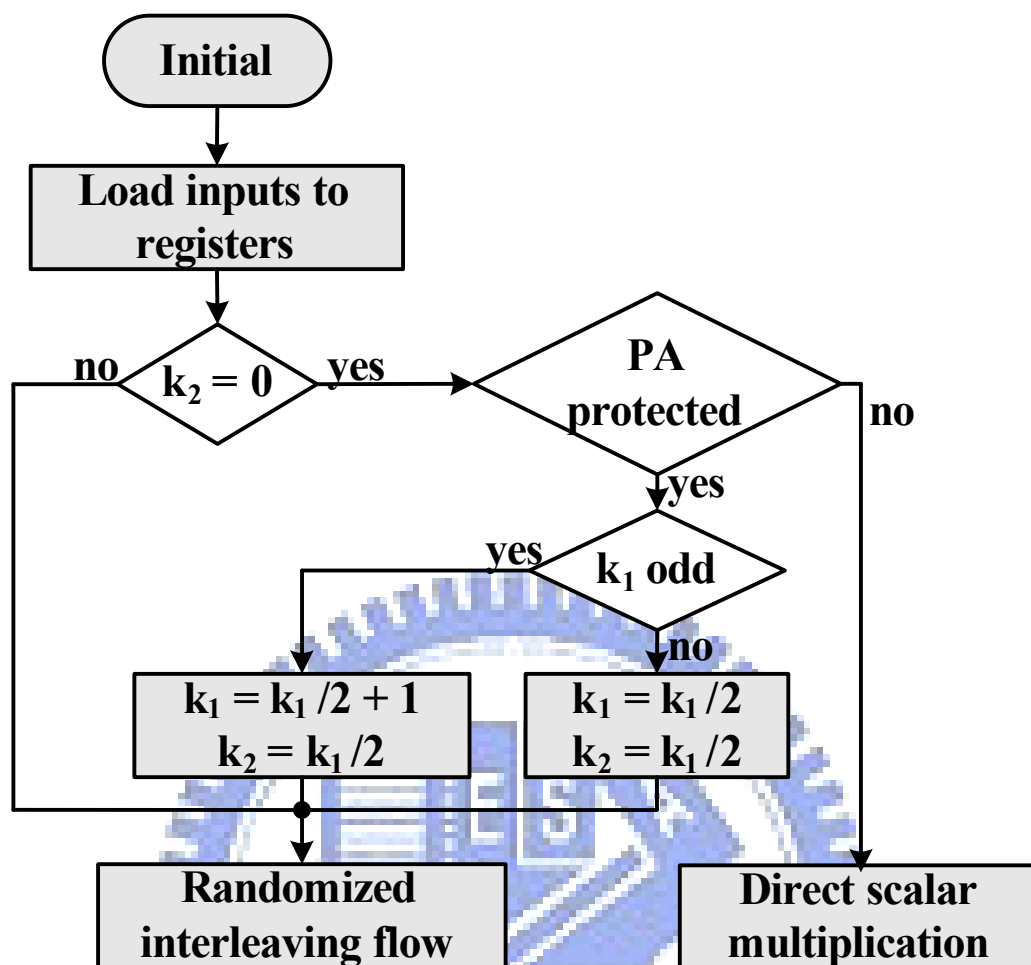 Initial
Load inputs to
registers
no
k₂ = 0
yes
PA
protected
no
yes
yes
k₁ odd
no
k₁ = k₁ /2 + 1
k₂ = k₁ /2
k₁ = k₁ /2
k₂ = k₁ /2
Randomized
interleaving flow
Direct scalar
multiplication